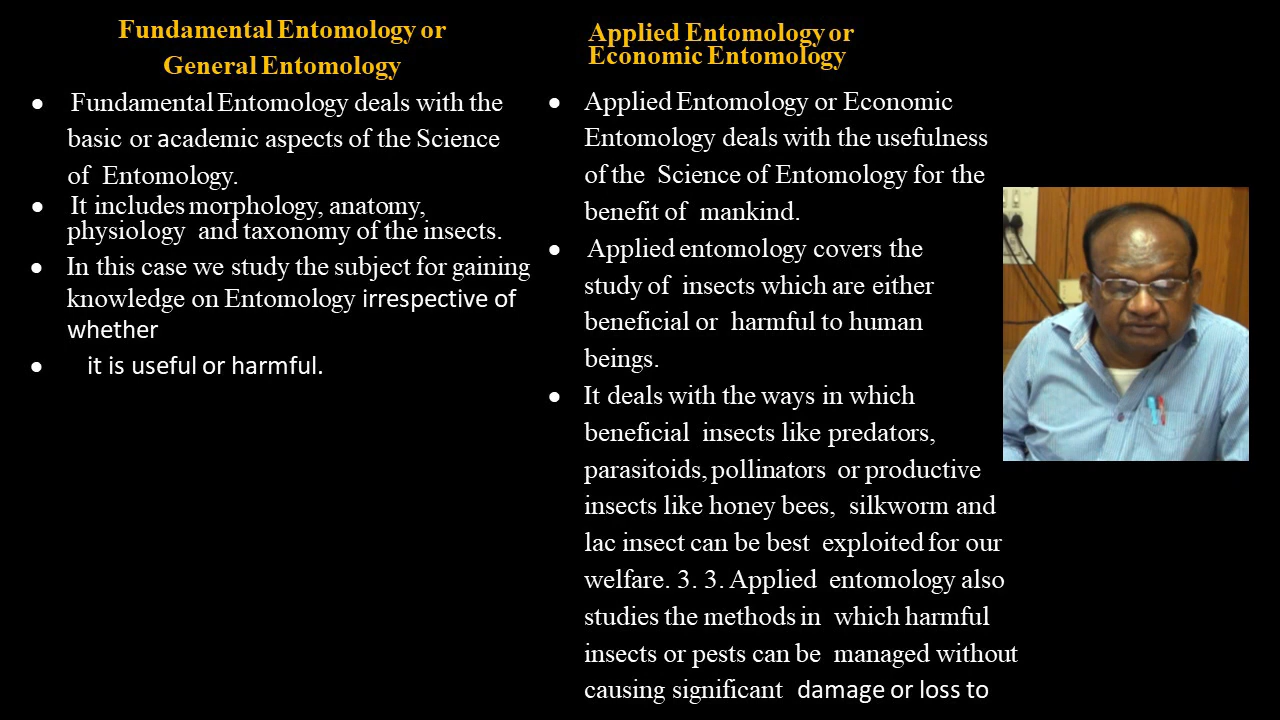 Fundamental Entomology or
General Entomology
● Fundamental Entomology deals with the
basic or academic aspects of the Science
of Entomology.
● It includes morphology, anatomy,
physiology and taxonomy of the insects.
● In this case we study the subject for gaining
knowledge on Entomology irrespective of
whether
● it is useful or harmful.
Applied Entomology or
Economic Entomology
● Applied Entomology or Economic
Entomology deals with the usefulness
of the Science of Entomology for the
benefit of mankind.
● Applied entomology covers the
study of insects which are either
beneficial or harmful to human
beings.
● It deals with the ways in which
beneficial insects like predators,
parasitoids, pollinators or productive
insects like honey bees, silkworm and
lac insect can be best exploited for our
welfare. 3. 3. Applied entomology also
studies the methods in which harmful
insects or pests can be managed without
causing significant damage or loss to